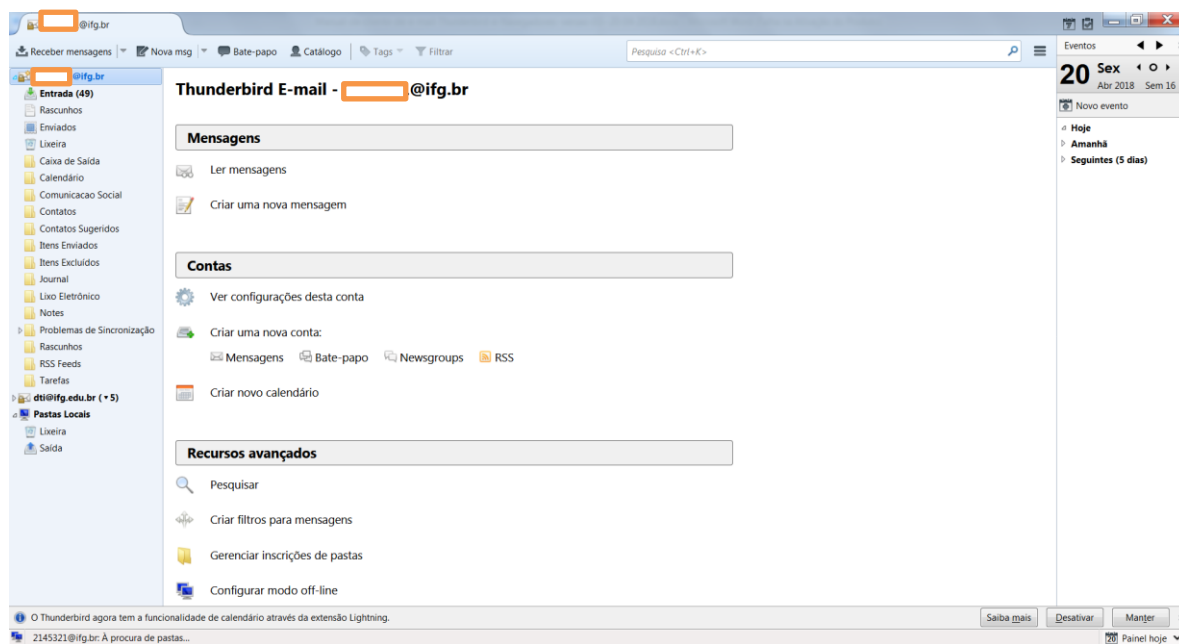 @ifg.br
Receber mensagens Nova msg Bate-papo Catálogo Tags Filtrar Pesquisa <Ctrl+K>
@ifg.br
Entrada (49)
Rascunhos
Enviados
Lixeira
Caixa de Saída
Calendário
Comunicacao Social
Contatos
Contatos Sugeridos
Itens Enviados
Itens Excluídos
Journal
Lixo Eletrônico
Notes
Problemas de Sincronização
Rascunhos
RSS Feeds
Tarefas
dti@ifg.edu.br (▾5)
Pastas Locais
Lixeira
Saída
Thunderbird E-mail - @ifg.br
Mensagens
Ler mensagens
Criar uma nova mensagem
Contas
Ver configurações desta conta
Criar uma nova conta:
Mensagens Bate-papo Newsgroups RSS
Criar novo calendário
Recursos avançados
Pesquisar
Criar filtros para mensagens
Gerenciar inscrições de pastas
Configurar modo off-line
Eventos
20 Sex
Abr 2018 Sem 16
Novo evento
Hoje
Amanhã
Seguintes (5 dias)
O Thunderbird agora tem a funcionalidade de calendário através da extensão Lightning. Saiba mais Desativar Manter
2145321@ifg.br: À procura de pastas... 20 Painel hoje